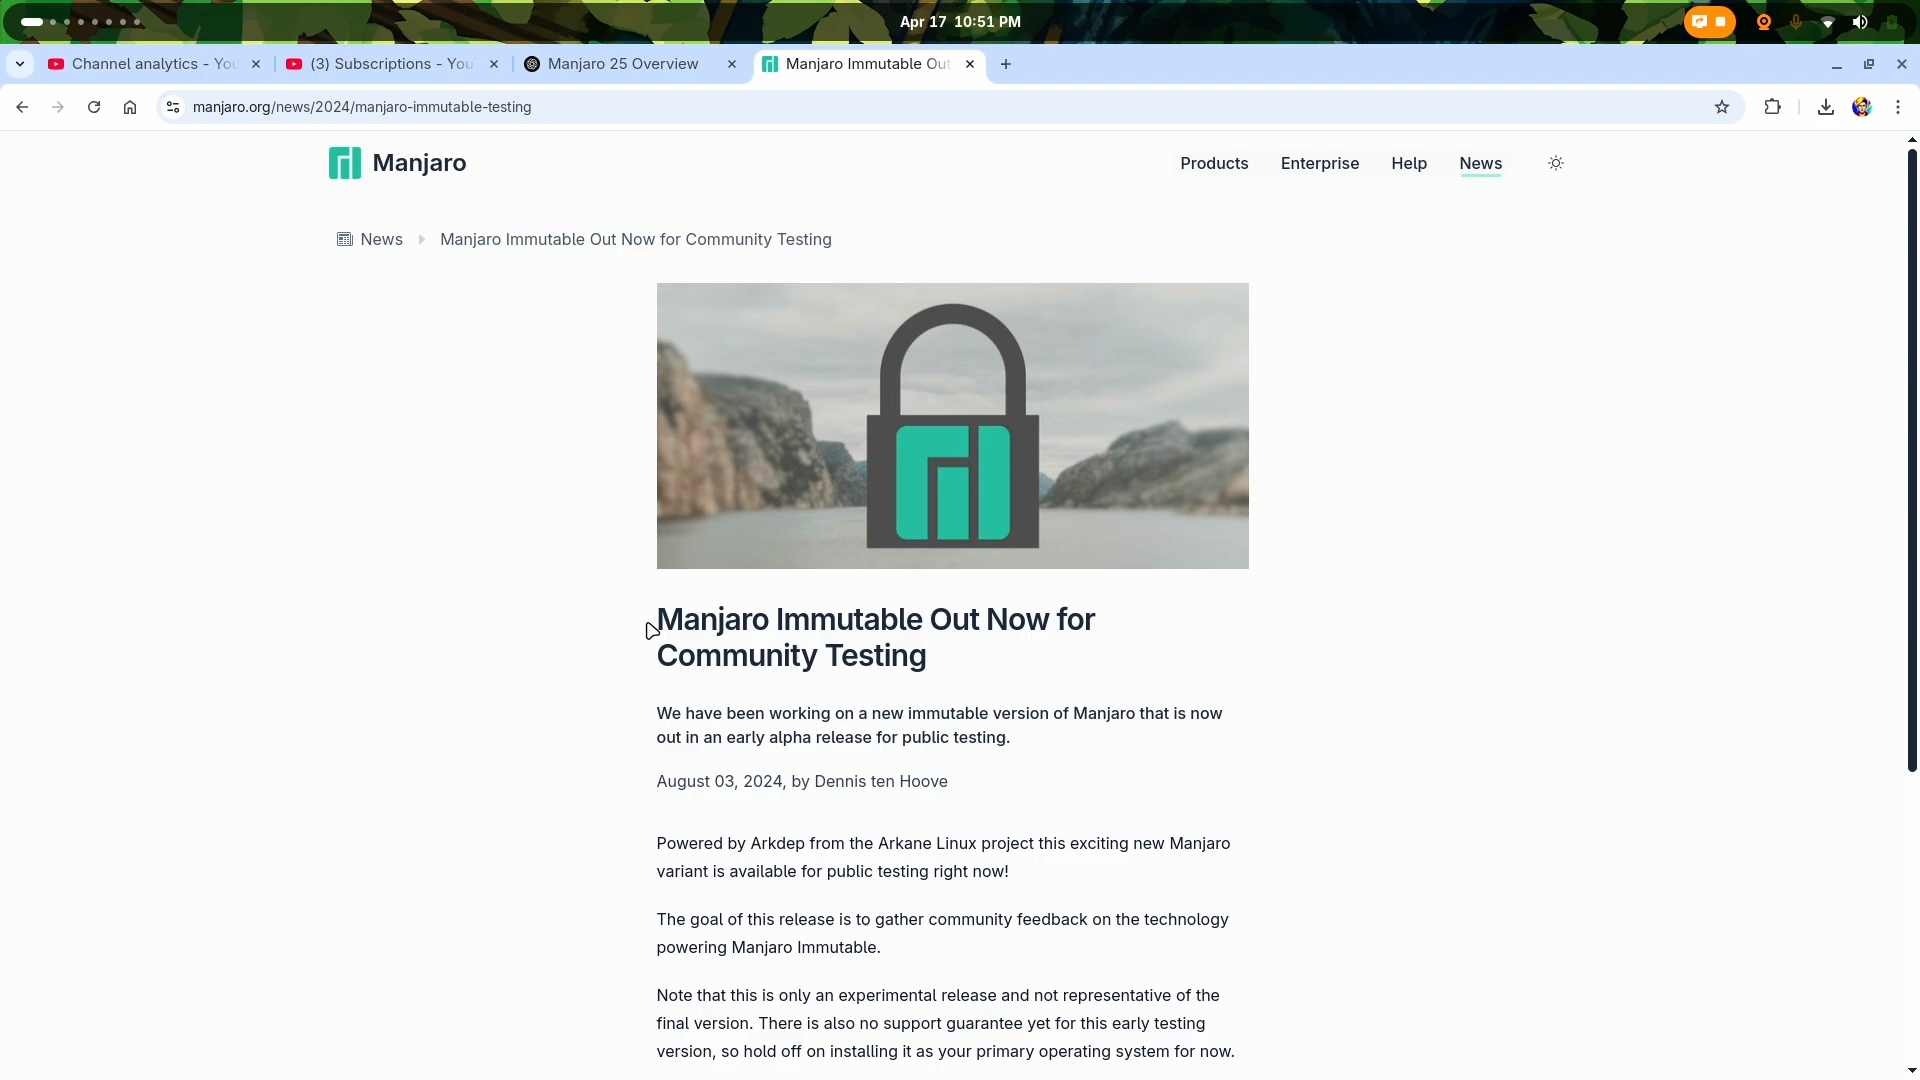 Apr 17 10:51 PM
Channel analytics - You
(3) Subscriptions - You
Manjaro 25 Overview
Manjaro Immutable Out
manjaro.org/news/2024/manjaro-immutable-testing
Manjaro
Products
Enterprise
Help
News
News
Manjaro Immutable Out Now for Community Testing
Manjaro Immutable Out Now for
Community Testing
We have been working on a new immutable version of Manjaro that is now
out in an early alpha release for public testing.
August 03, 2024, by Dennis ten Hoove
Powered by Arkdep from the Arkane Linux project this exciting new Manjaro
variant is available for public testing right now!
The goal of this release is to gather community feedback on the technology
powering Manjaro Immutable.
Note that this is only an experimental release and not representative of the
final version. There is also no support guarantee yet for this early testing
version, so hold off on installing it as your primary operating system for now.